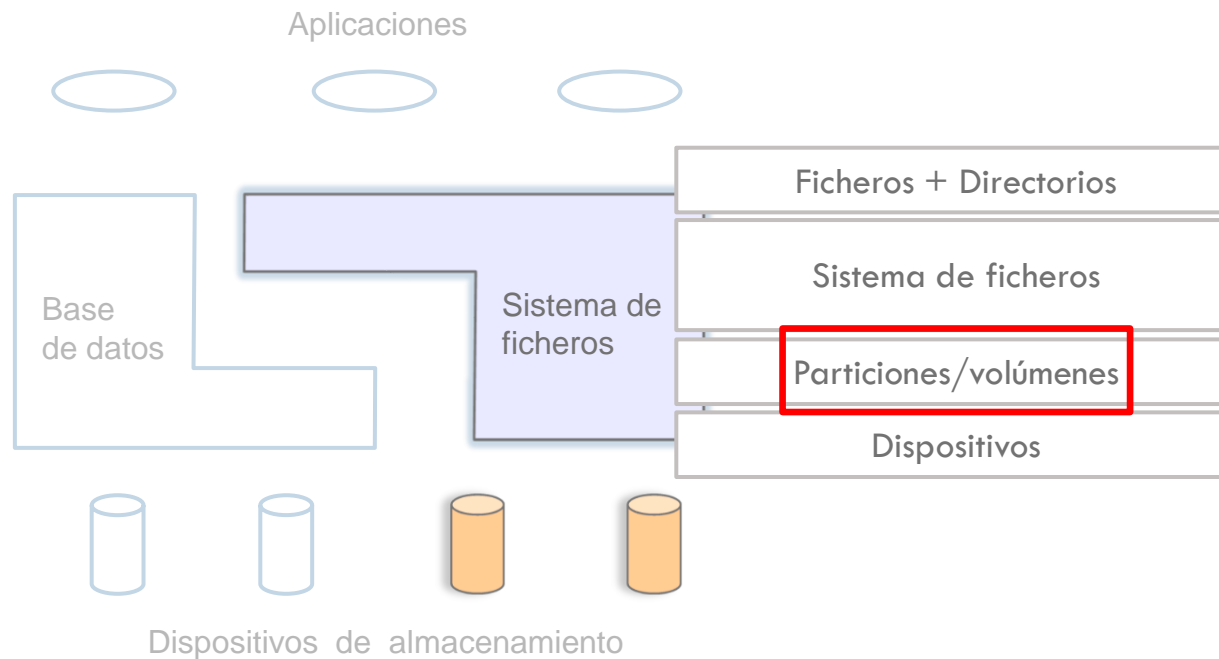 Aplicaciones
Ficheros + Directorios
Sistema de ficheros
Base
de datos
Sistema de
ficheros
Particiones/volúmenes
Dispositivos
Dispositivos de almacenamiento